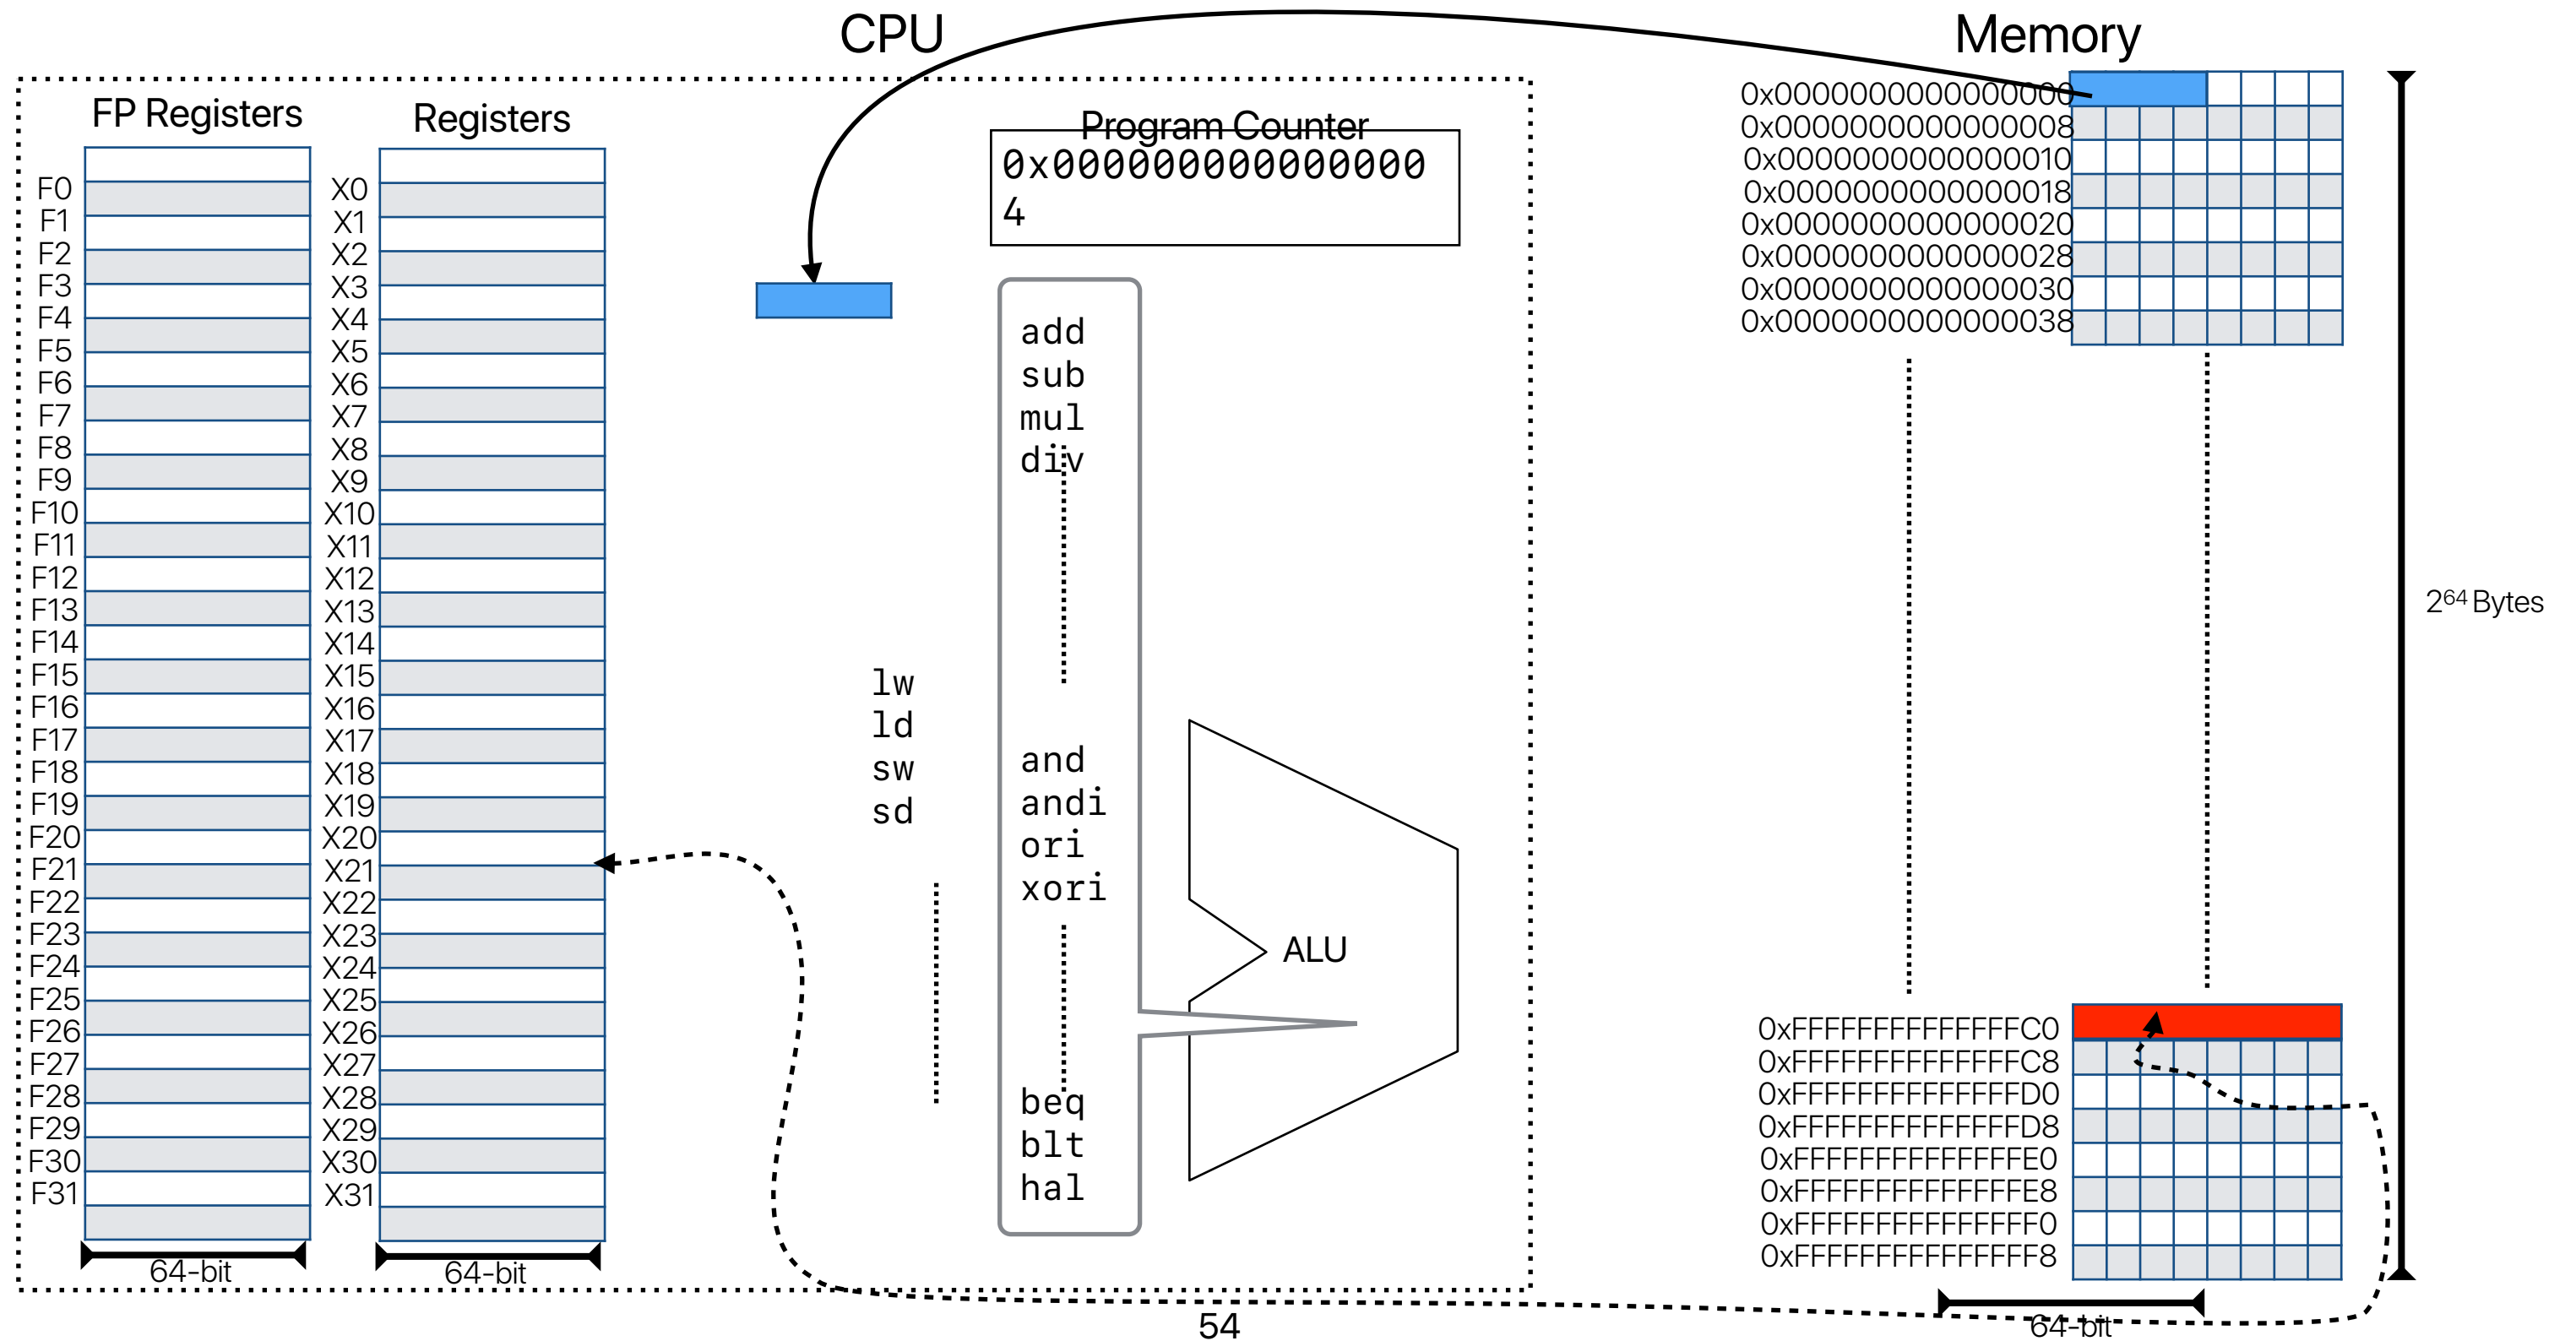 CPU
Memory
FP Registers
Registers
Program Counter
0x000000000000000
4
F0
F1
F2
F3
F4
F5
F6
F7
F8
F9
F10
F11
F12
F13
F14
F15
F16
F17
F18
F19
F20
F21
F22
F23
F24
F25
F26
F27
F28
F29
F30
F31
64-bit
X0
X1
X2
X3
X4
X5
X6
X7
X8
X9
X10
X11
X12
X13
X14
X15
X16
X17
X18
X19
X20
X21
X22
X23
X24
X25
X26
X27
X28
X29
X30
X31
64-bit
lw
ld
sw
sd
add
sub
mul
div
and
andi
ori
xori
beq
blt
hal
ALU
0x0000000000000000
0x0000000000000008
0x0000000000000010
0x0000000000000018
0x0000000000000020
0x0000000000000028
0x0000000000000030
0x0000000000000038
2⁶⁴ Bytes
0xFFFFFFFFFFFFFFC0
0xFFFFFFFFFFFFFFC8
0xFFFFFFFFFFFFFFD0
0xFFFFFFFFFFFFFFD8
0xFFFFFFFFFFFFFFE0
0xFFFFFFFFFFFFFFE8
0xFFFFFFFFFFFFFFF0
0xFFFFFFFFFFFFFFF8
64-bit
54